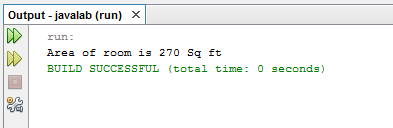 Output - javalab (run)
run:
Area of room is 270 Sq ft
BUILD SUCCESSFUL (total time: 0 seconds)